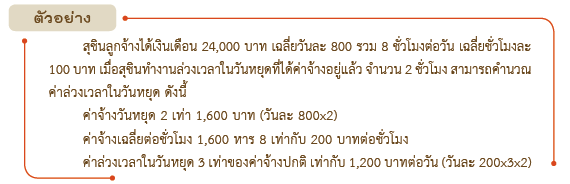 ตัวอย่าง
สุชินลูกจ้างได้เงินเดือน 24,000 บาท เฉลี่ยวันละ 800 รวม 8 ชั่วโมงต่อวัน เฉลี่ยชั่วโมงละ
100 บาท เมื่อสุชินทำงานล่วงเวลาในวันหยุดที่ได้ค่าจ้างอยู่แล้ว จำนวน 2 ชั่วโมง สามารถคำนวณ
ค่าล่วงเวลาในวันหยุด ดังนี้
ค่าจ้างวันหยุด 2 เท่า 1,600 บาท (วันละ 800x2)
ค่าจ้างเฉลี่ยต่อชั่วโมง 1,600 หาร 8 เท่ากับ 200 บาทต่อชั่วโมง
ค่าล่วงเวลาในวันหยุด 3 เท่าของค่าจ้างปกติ เท่ากับ 1,200 บาทต่อวัน (วันละ 200x3x2)